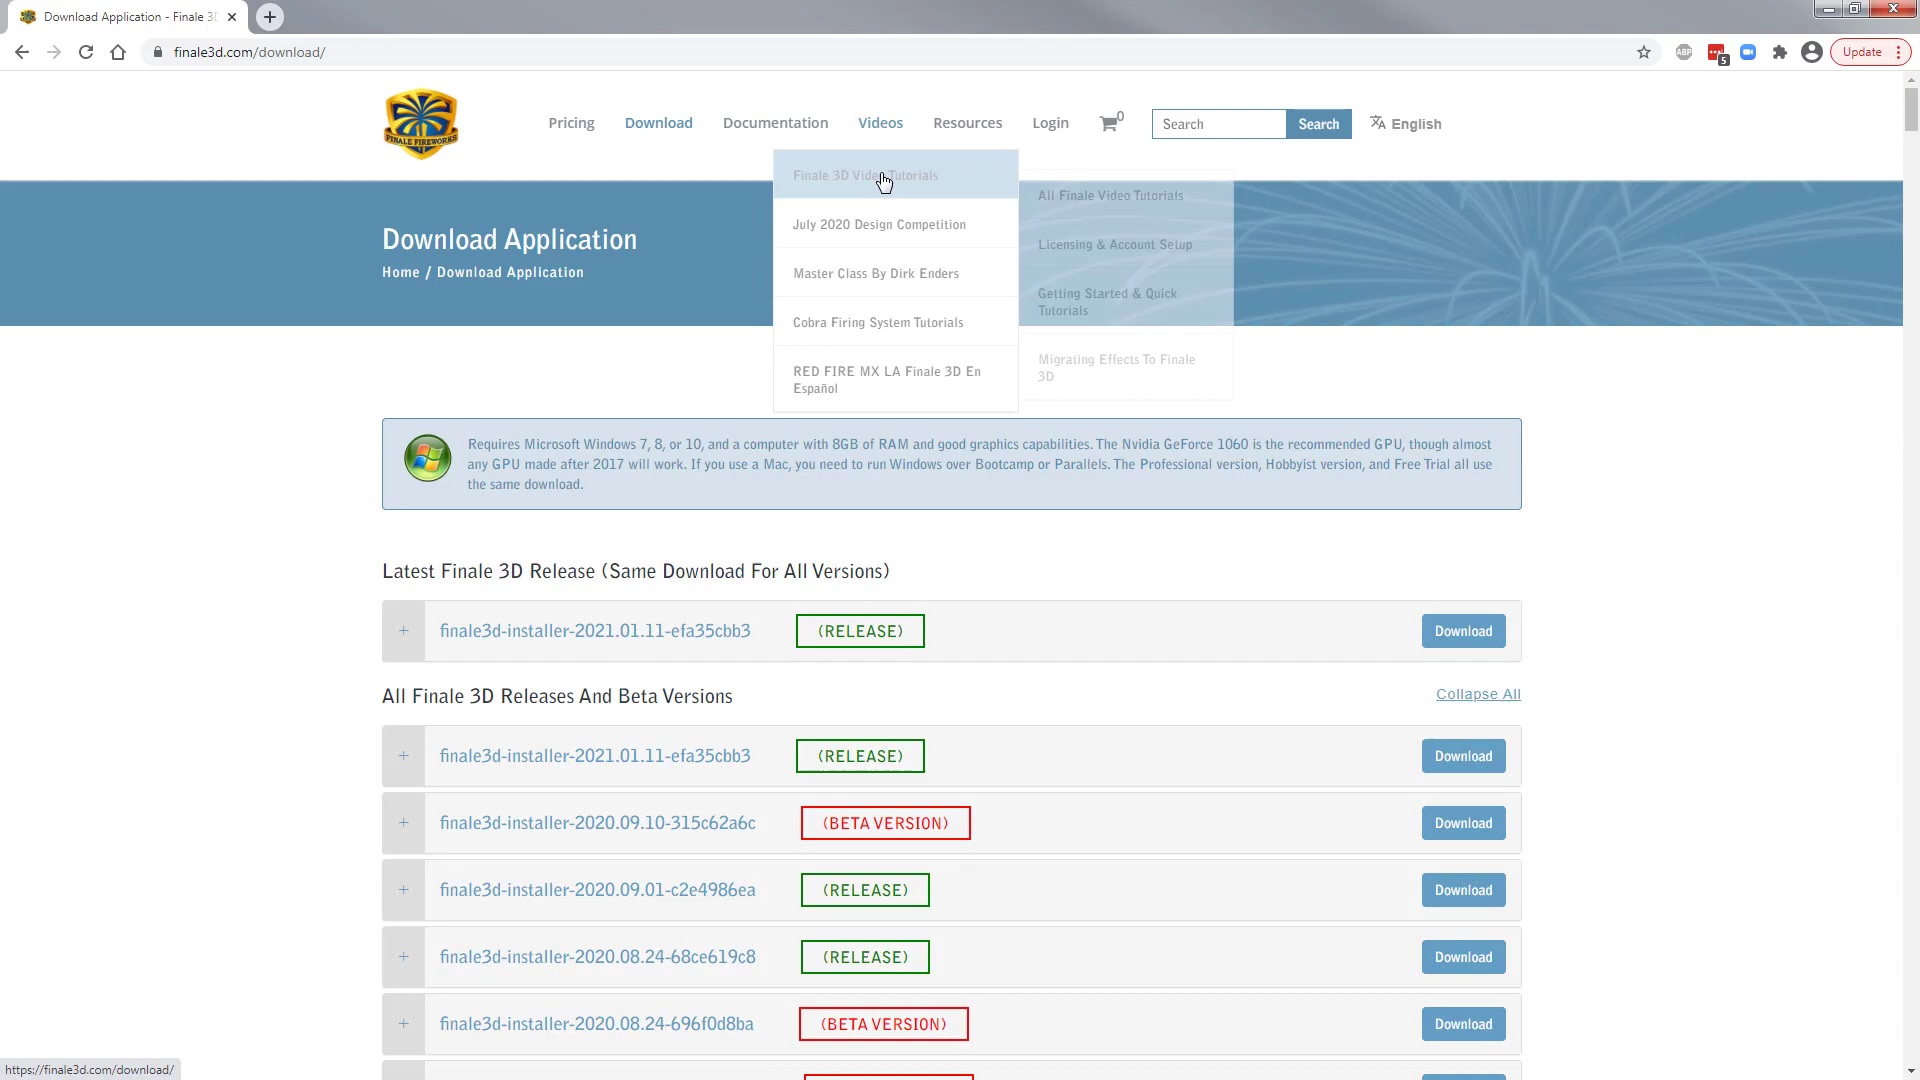 Download Application - Finale 3D
finale3d.com/download/
ABP
5
Update
FINALE FIREWORKS
Pricing
Download
Documentation
Videos
Resources
Login
0
Search
Search
English
Finale 3D Video Tutorials
July 2020 Design Competition
Master Class By Dirk Enders
Cobra Firing System Tutorials
RED FIRE MX LA Finale 3D En
Español
All Finale Video Tutorials
Licensing & Account Setup
Getting Started & Quick
Tutorials
Migrating Effects To Finale
3D
Download Application
Home / Download Application
Requires Microsoft Windows 7, 8, or 10, and a computer with 8GB of RAM and good graphics capabilities. The Nvidia GeForce 1060 is the recommended GPU, though almost
any GPU made after 2017 will work. If you use a Mac, you need to run Windows over Bootcamp or Parallels. The Professional version, Hobbyist version, and Free Trial all use
the same download.
Latest Finale 3D Release (Same Download For All Versions)
+ finale3d-installer-2021.01.11-efa35cbb3 (RELEASE) Download
All Finale 3D Releases And Beta Versions
Collapse All
+ finale3d-installer-2021.01.11-efa35cbb3 (RELEASE) Download
+ finale3d-installer-2020.09.10-315c62a6c (BETA VERSION) Download
+ finale3d-installer-2020.09.01-c2e4986ea (RELEASE) Download
+ finale3d-installer-2020.08.24-68ce619c8 (RELEASE) Download
+ finale3d-installer-2020.08.24-696f0d8ba (BETA VERSION) Download
https://finale3d.com/download/